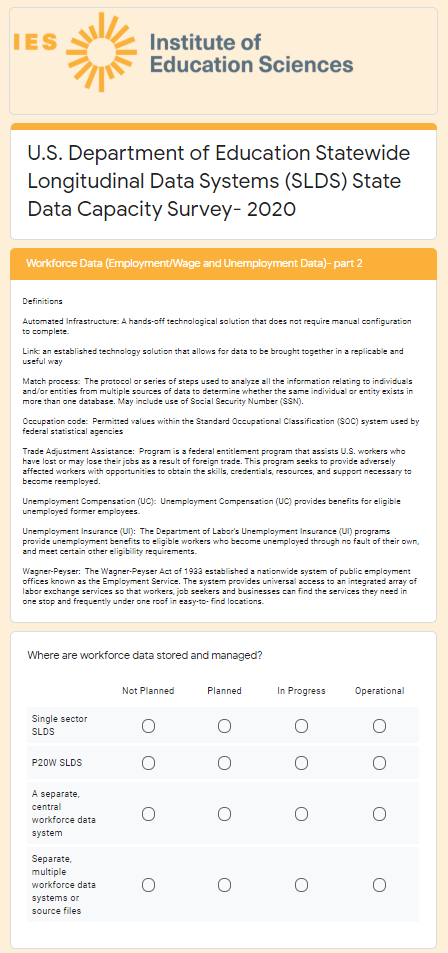 IES
Institute of
Education Sciences
U.S. Department of Education Statewide
Longitudinal Data Systems (SLDS) State
Data Capacity Survey- 2020
Workforce Data (Employment/Wage and Unemployment Data)- part 2
Definitions
Automated Infrastructure: A hands-off technological solution that does not require manual configuration
to complete.
Link: an established technology solution that allows for data to be brought together in a replicable and
useful way
Match process:  The protocol or series of steps used to analyze all the information relating to individuals
and/or entities from multiple sources of data to determine whether the same individual or entity exists in
more than one database. May include use of Social Security Number (SSN).
Occupation code:  Permitted values within the Standard Occupational Classification (SOC) system used by
federal statistical agencies
Trade Adjustment Assistance:  Program is a federal entitlement program that assists U.S. workers who
have lost or may lose their jobs as a result of foreign trade. This program seeks to provide adversely
affected workers with opportunities to obtain the skills, credentials, resources, and support necessary to
become reemployed.
Unemployment Compensation (UC):  Unemployment Compensation (UC) provides benefits for eligible
unemployed former employees.
Unemployment Insurance (UI):  The Department of Labor's Unemployment Insurance (UI) programs
provide unemployment benefits to eligible workers who become unemployed through no fault of their own,
and meet certain other eligibility requirements.
Wagner-Peyser:  The Wagner-Peyser Act of 1933 established a nationwide system of public employment
offices known as the Employment Service. The system provides universal access to an integrated array of
labor exchange services so that workers, job seekers and businesses can find the services they need in
one stop and frequently under one roof in easy-to- find locations.
Where are workforce data stored and managed?
Not Planned Planned In Progress Operational
Single sector
SLDS
P20W SLDS
A separate,
central
workforce data
system
Separate,
multiple
workforce data
systems or
source files